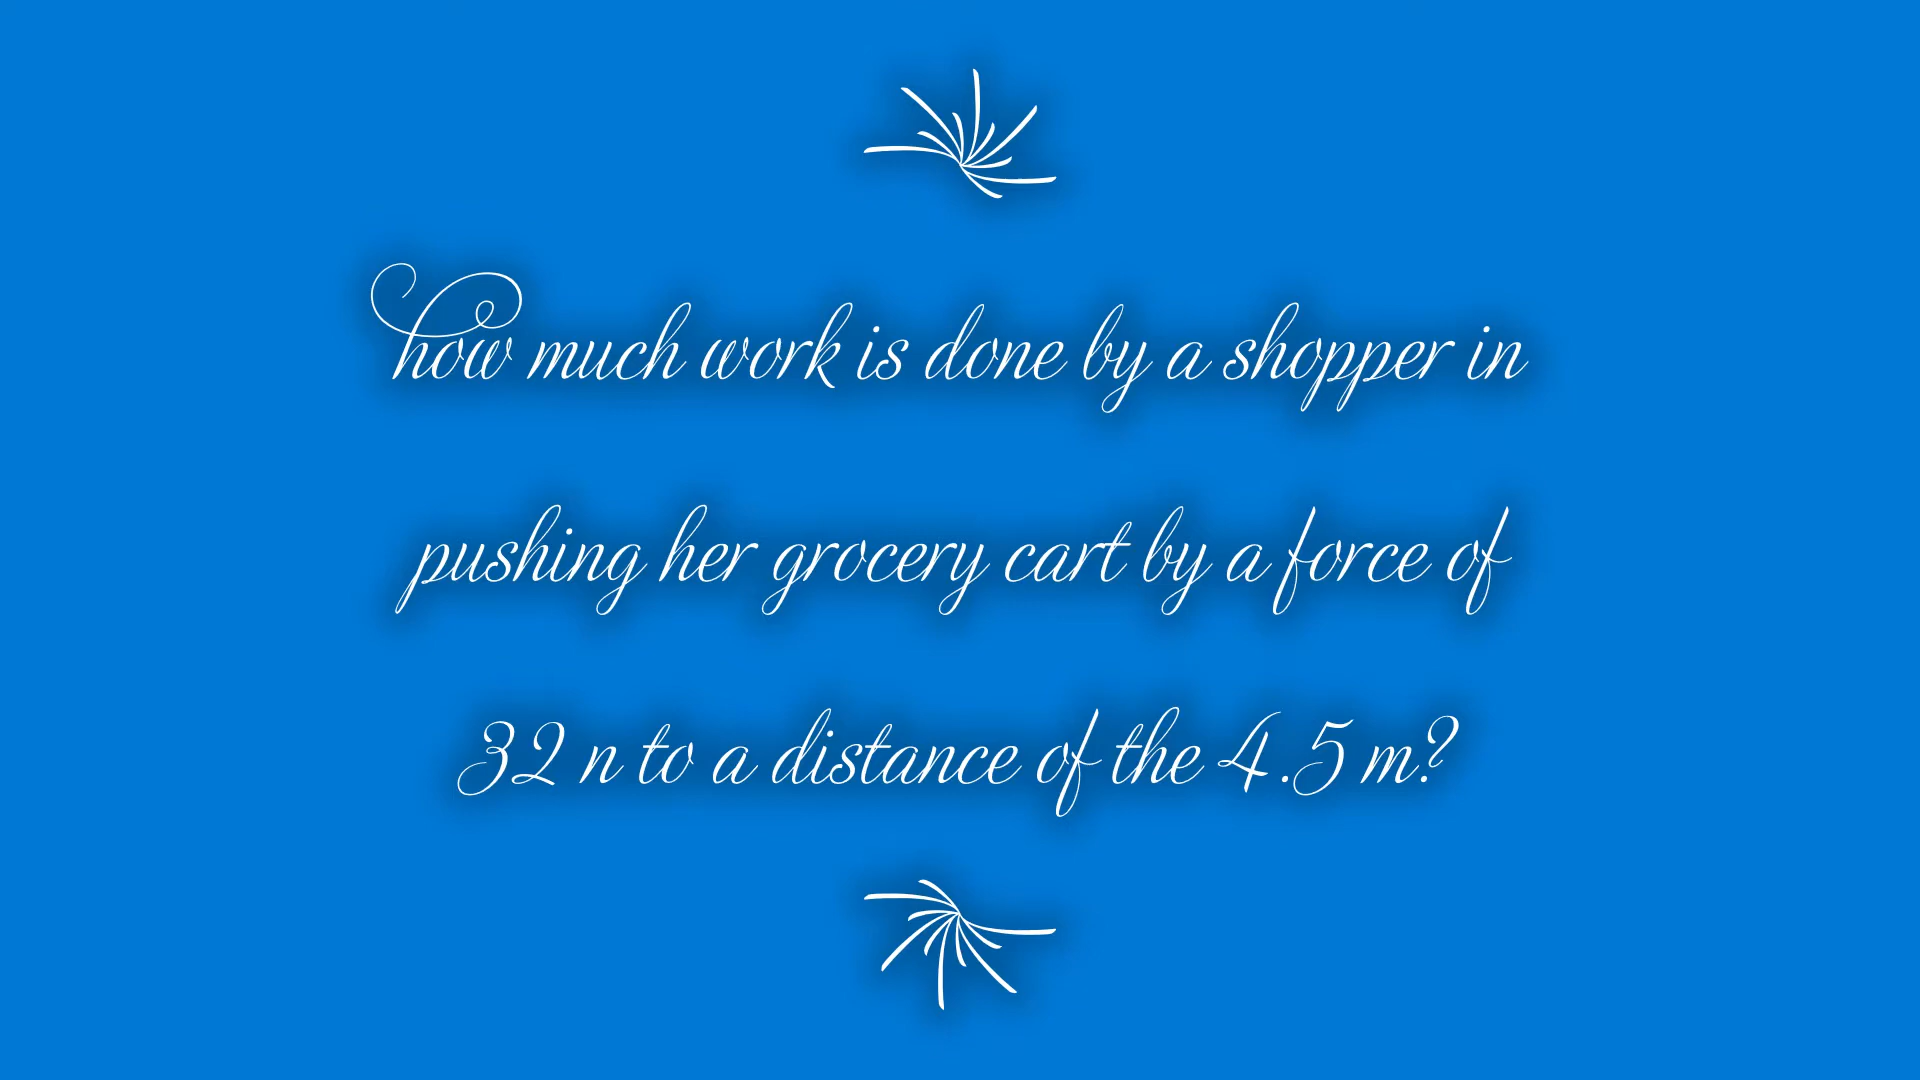 how much work is done by a shopper in
pushing her grocery cart by a force of
32 n to a distance of the 4.5 m?